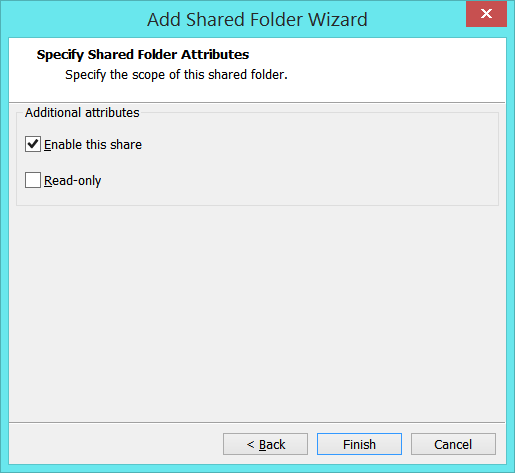 Add Shared Folder Wizard
Specify Shared Folder Attributes
Specify the scope of this shared folder.
Additional attributes
Enable this share
Read-only
< Back
Finish
Cancel